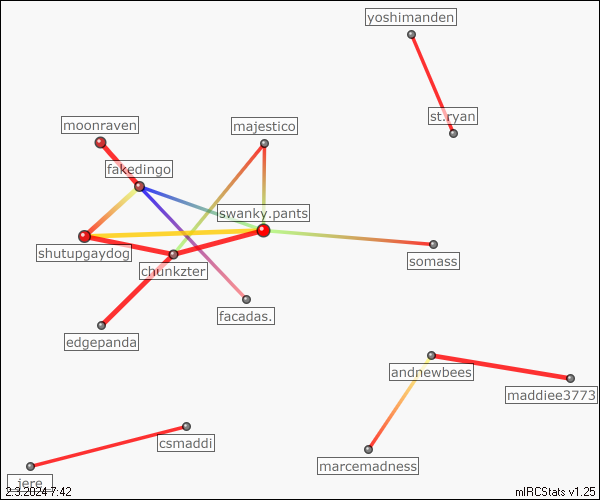 yoshimanden
st.ryan
moonraven
majestico
fakedingo
swanky.pants
shutupgaydog
chunkzter
somass
facadas.
edgepanda
andnewbees
maddiee3773
csmaddi
marcemadness
jere_
2.3.2024 7:42
mIRCStats v1.25